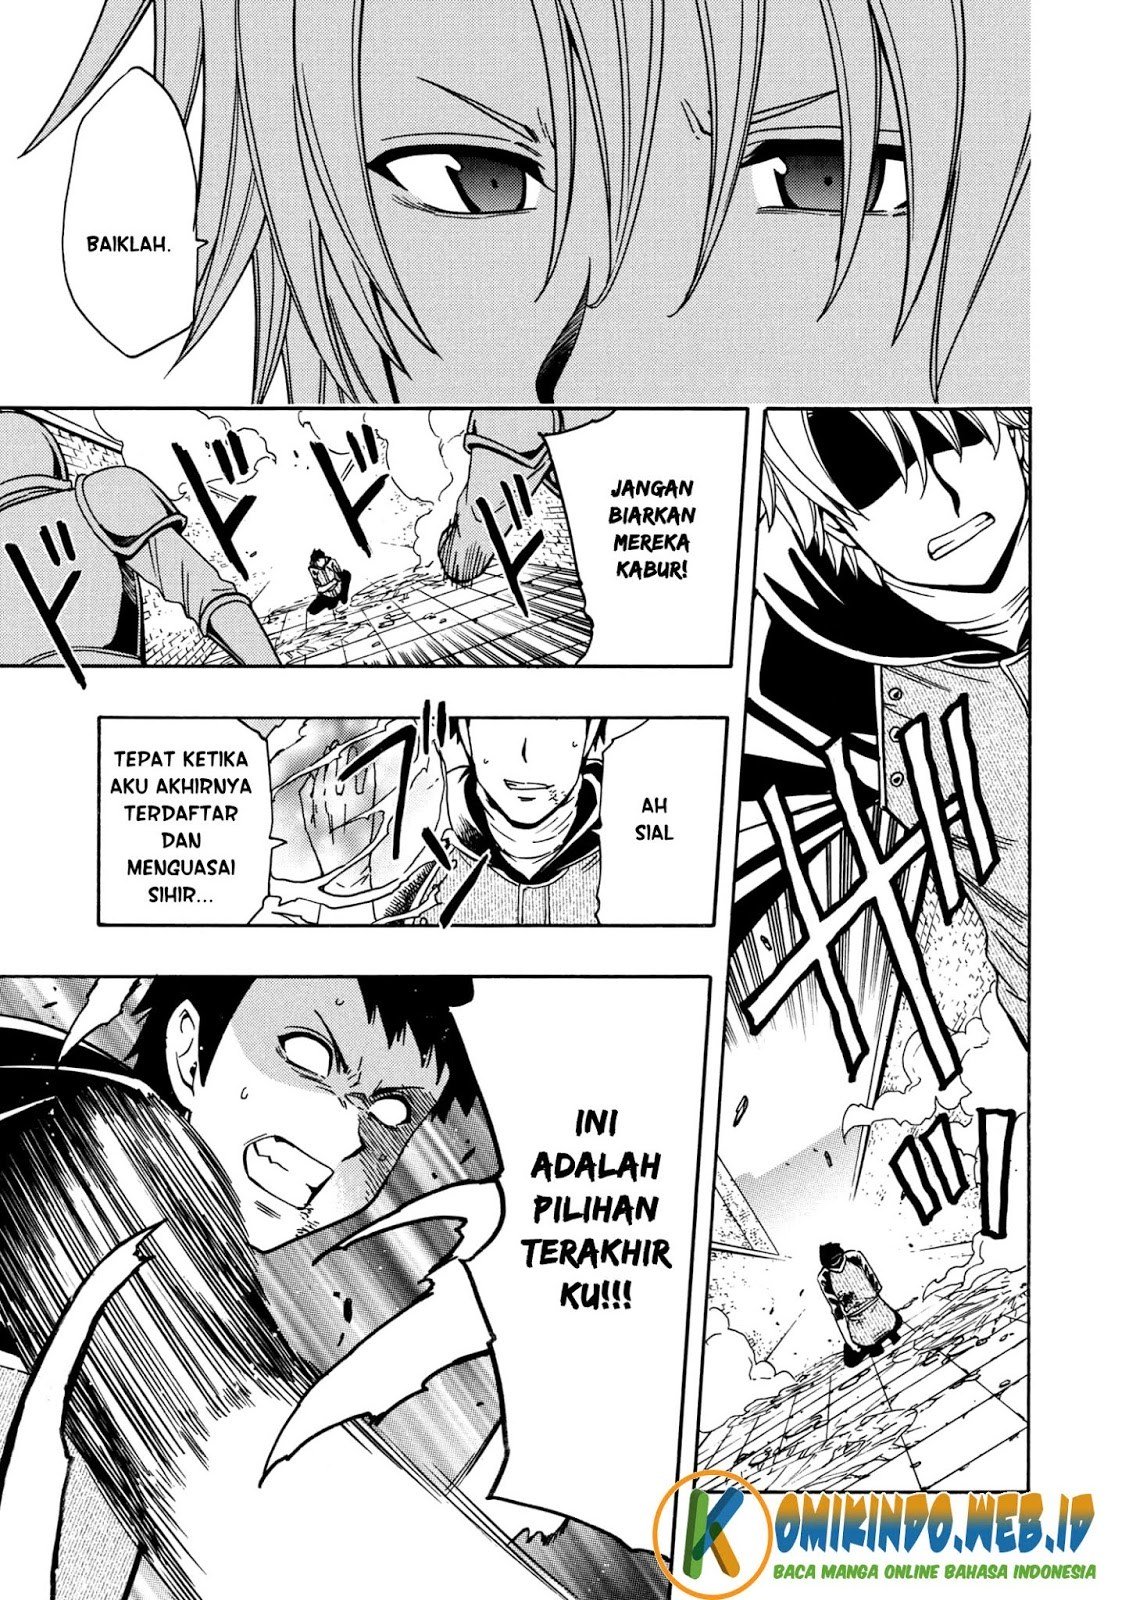 BAIKLAH.
JANGAN
BIARKAN
MEREKA
KABUR!
ド ド ド ド
AH
SIAL
TEPAT KETIKA
AKU AKHIRNYA
TERDAFTAR
DAN
MENGUASAI
SIHIR...
INI
ADALAH
PILIHAN
TERAKHIR
KU!!!
KOMIKINDO.WEB.ID
BACA MANGA ONLINE BAHASA INDONESIA